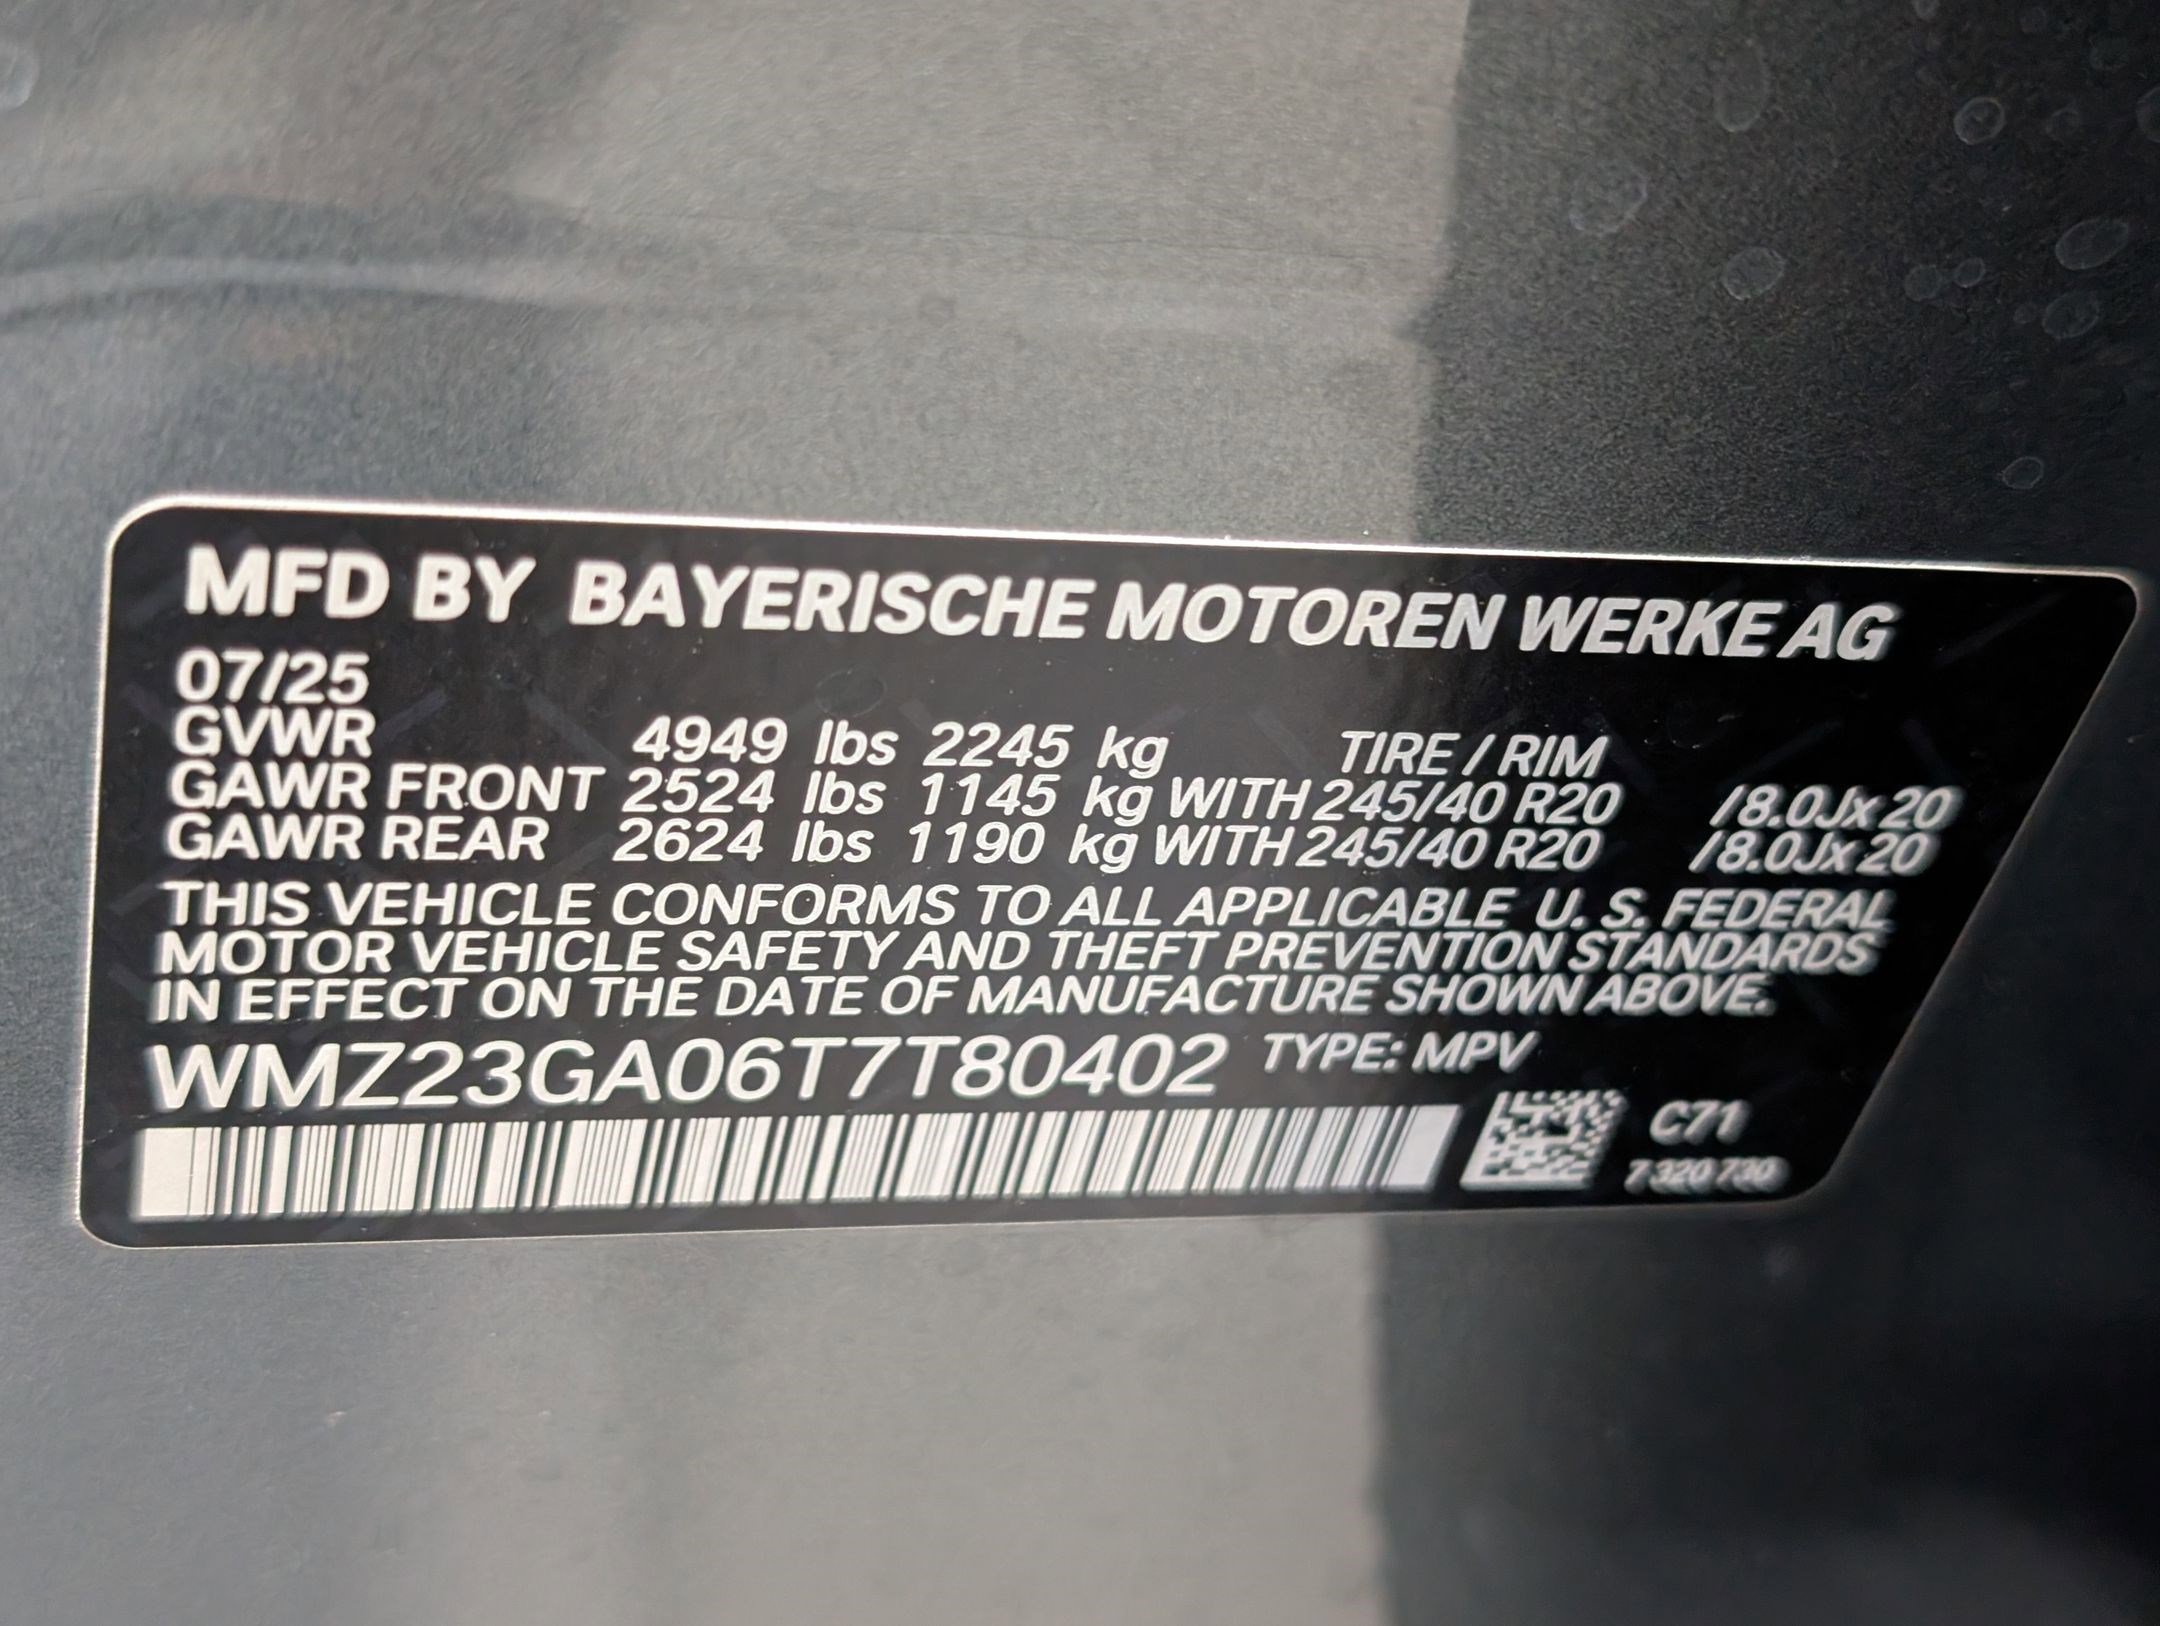 MFD BY BAYERISCHE MOTOREN WERKE AG
07/25
GVWR 4949 lbs 2245 kg TIRE / RIM
GAWR FRONT 2524 lbs 1145 kg WITH 245/40 R20 /8.0Jx20
GAWR REAR 2624 lbs 1190 kg WITH 245/40 R20 /8.0Jx20
THIS VEHICLE CONFORMS TO ALL APPLICABLE U. S. FEDERAL
MOTOR VEHICLE SAFETY AND THEFT PREVENTION STANDARDS
IN EFFECT ON THE DATE OF MANUFACTURE SHOWN ABOVE.
WMZ23GA06T7T80402 TYPE: MPV
C71
7 320 730